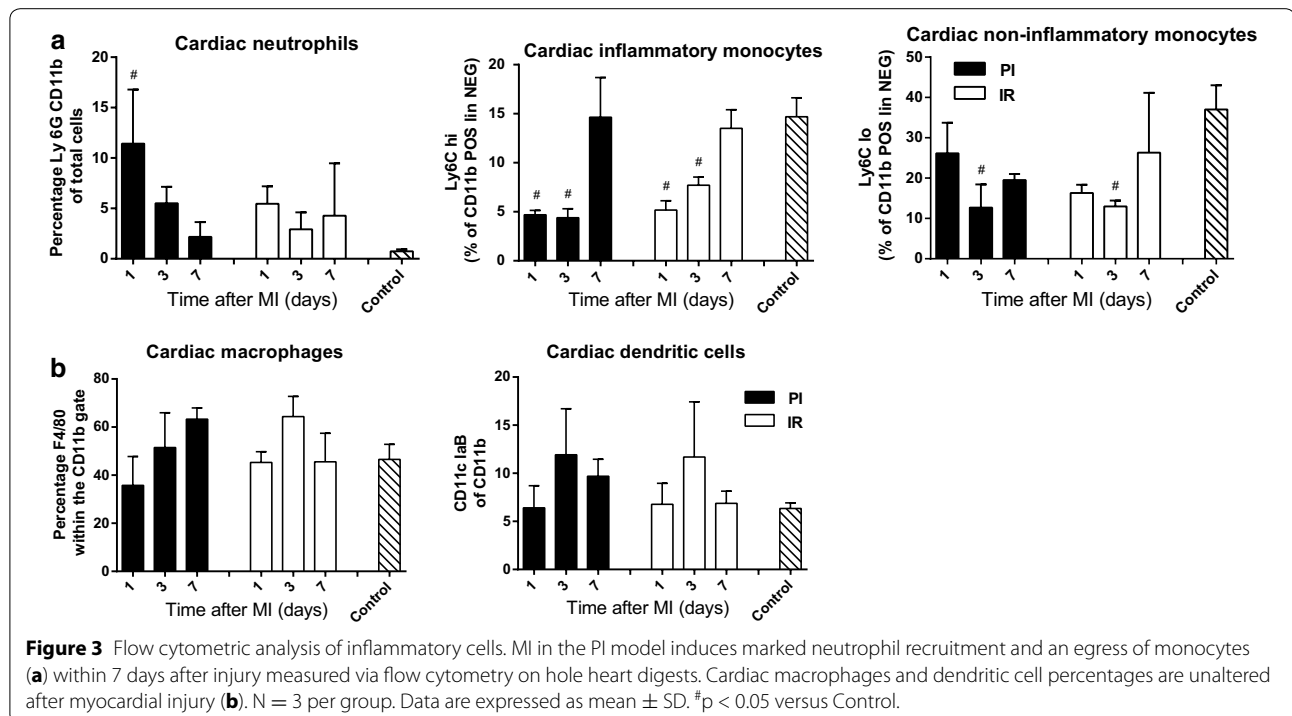 a
Cardiac neutrophils
Percentage Ly 6G CD11b
of total cells
20
15
10
5
0
#
1
3
7
1
3
7
Control
Time after MI (days)
Cardiac inflammatory monocytes
Ly6C hi
(% of CD11b POS lin NEG)
20
15
10
5
0
#
#
#
#
1
3
7
1
3
7
Control
Time after MI (days)
Cardiac non-inflammatory monocytes
Ly6C lo
(% of CD11b POS lin NEG)
50
40
30
20
10
0
PI
IR
#
#
1
3
7
1
3
7
Control
Time after MI (days)
b
Cardiac macrophages
Percentage F4/80
within the CD11b gate
80
60
40
20
0
1
3
7
1
3
7
Control
Time after MI (days)
Cardiac dendritic cells
CD11c IaB
of CD11b
20
15
10
5
0
PI
IR
1
3
7
1
3
7
Control
Time after MI (days)
Figure 3 Flow cytometric analysis of inflammatory cells. MI in the PI model induces marked neutrophil recruitment and an egress of monocytes
(a) within 7 days after injury measured via flow cytometry on hole heart digests. Cardiac macrophages and dendritic cell percentages are unaltered
after myocardial injury (b). N = 3 per group. Data are expressed as mean ± SD. #p < 0.05 versus Control.